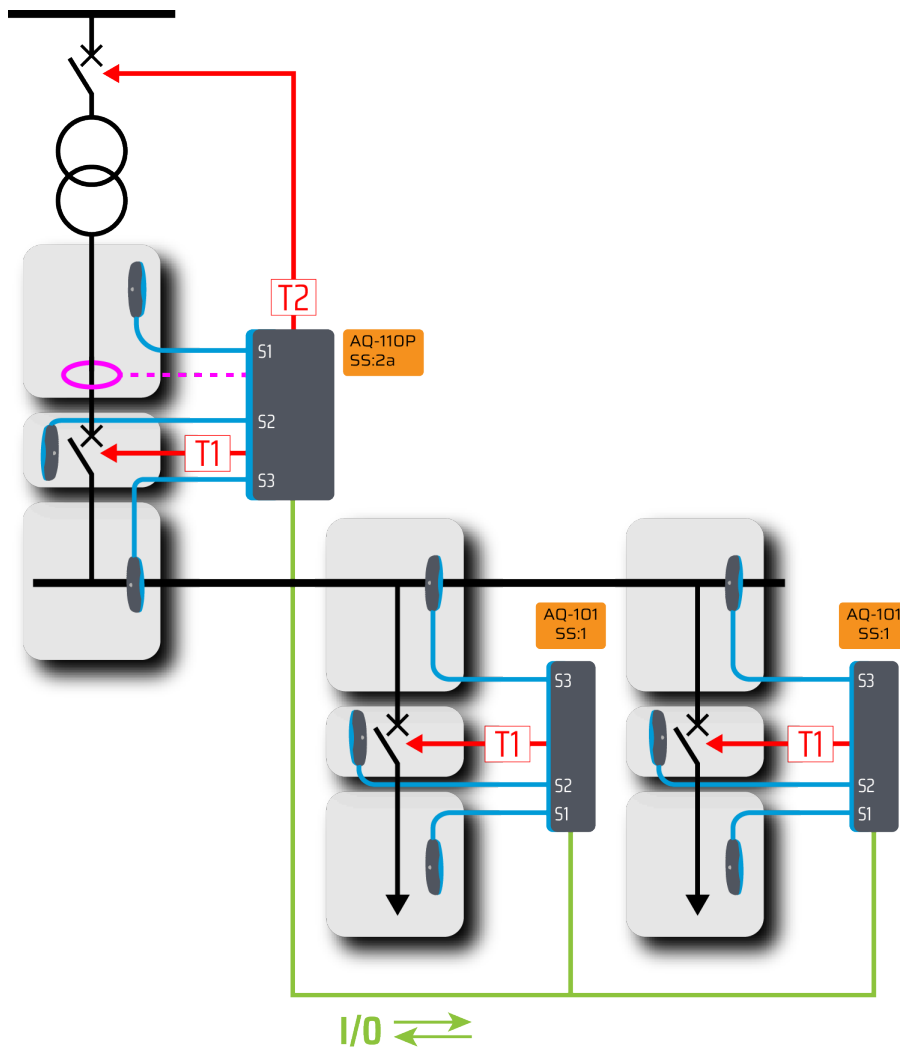 T2
S1
AQ-110P
SS:2a
S2
T1
S3
AQ-101
SS:1
AQ-101
SS:1
S3
S3
T1
T1
S2
S2
S1
S1
I/O